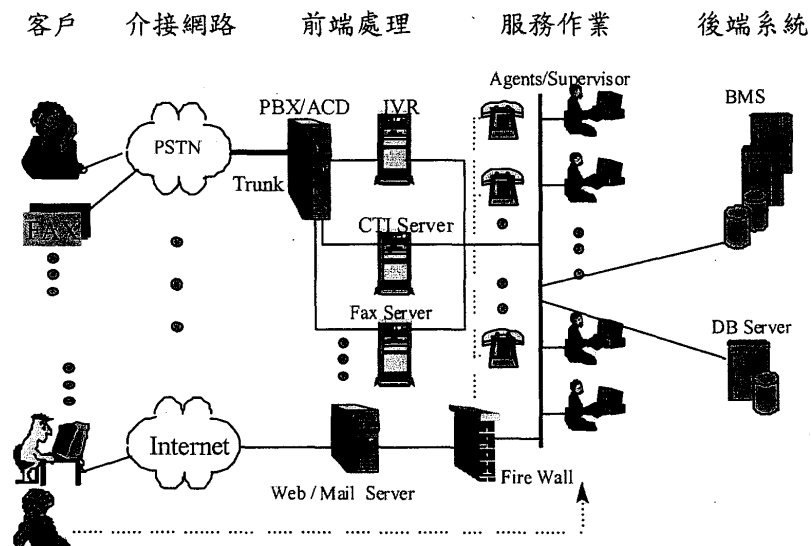 客戶 介接網路 前端處理 服務作業 後端系統
Agents/Supervisor
PBX/ACD IVR BMS
PSTN
Trunk
FAX
CTI Server
Fax Server
DB Server
Internet
Web / Mail Server
Fire Wall